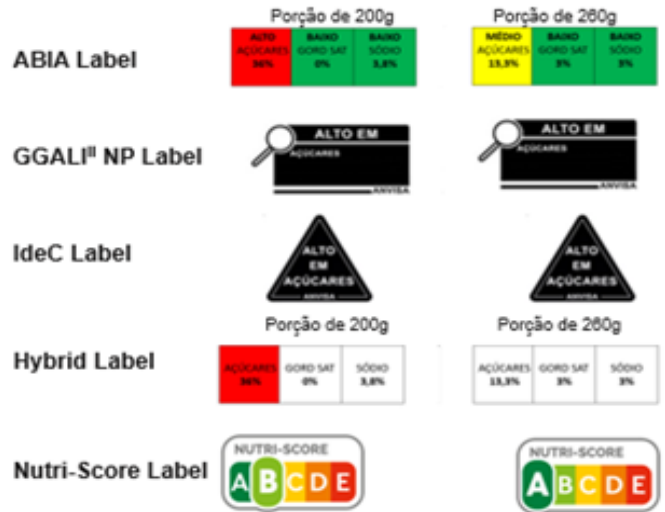 Porção de 200g
Porção de 260g
ABIA Label
ALTO BAIXO BAIXO
AÇÚCARES GORD SAT SÓDIO
36% 0% 3,8%
MÉDIO BAIXO BAIXO
AÇÚCARES GORD SAT SÓDIO
13,3% 3% 3%
GGALIᴵᴵ NP Label
ALTO EM
AÇÚCARES
ANVISA
ALTO EM
AÇÚCARES
ANVISA
IdeC Label
ALTO
EM
AÇÚCARES
ANVISA
ALTO
EM
AÇÚCARES
ANVISA
Porção de 200g
Porção de 260g
Hybrid Label
AÇÚCARES GORD SAT SÓDIO
36% 0% 3,8%
AÇÚCARES GORD SAT SÓDIO
13,3% 3% 3%
Nutri-Score Label
NUTRI-SCORE
A B C D E
NUTRI-SCORE
A B C D E